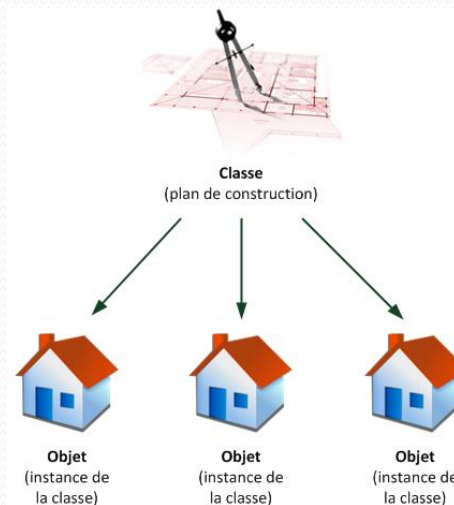 Classe
(plan de construction)
Objet
(instance de
la classe)
Objet
(instance de
la classe)
Objet
(instance de
la classe)